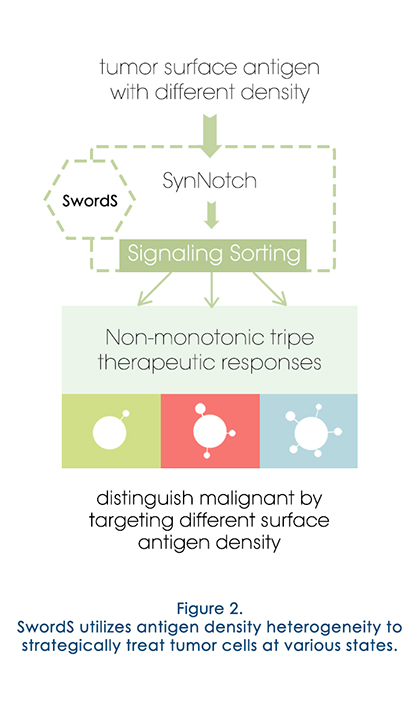 tumor surface antigen
with different density
SwordS
SynNotch
Signaling Sorting
Non-monotonic tripe
therapeutic responses
distinguish malignant by
targeting different surface
antigen density
Figure 2.
SwordS utilizes antigen density heterogeneity to
strategically treat tumor cells at various states.